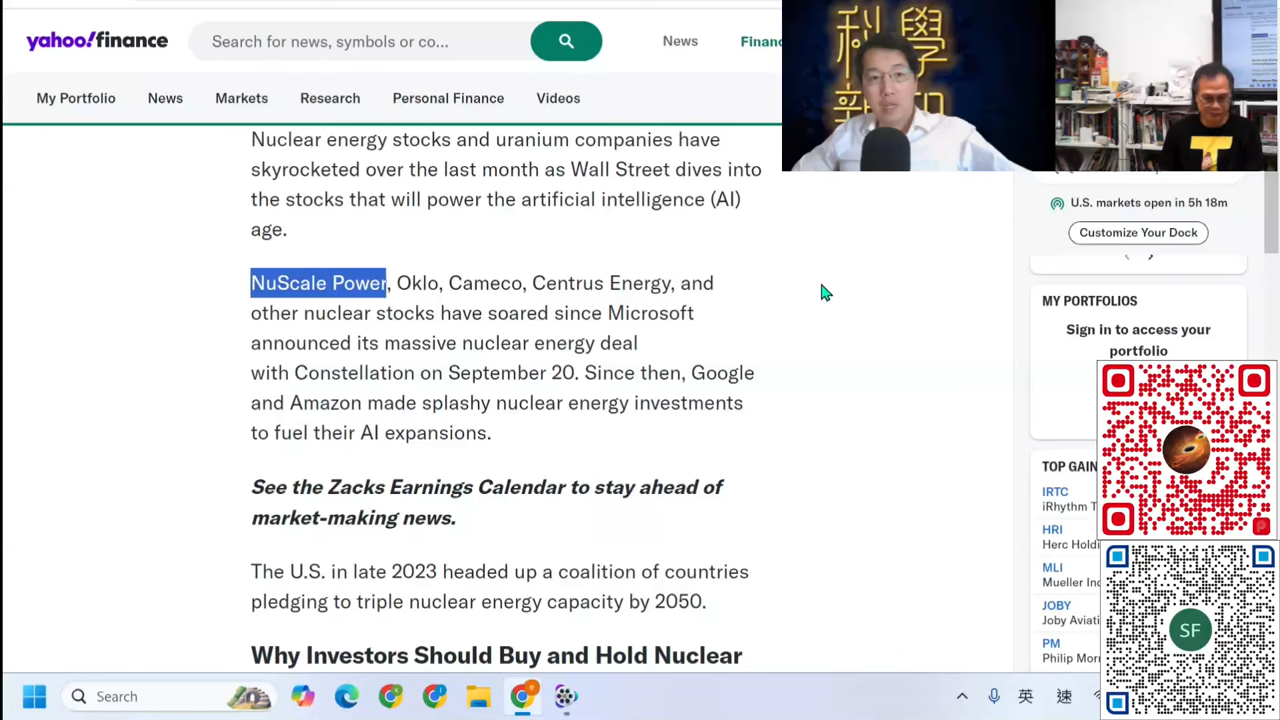 yahoo!finance
Search for news, symbols or co...
News
Financ
My Portfolio
News
Markets
Research
Personal Finance
Videos
科學
新知
T
Nuclear energy stocks and uranium companies have
skyrocketed over the last month as Wall Street dives into
the stocks that will power the artificial intelligence (AI)
age.
NuScale Power, Oklo, Cameco, Centrus Energy, and
other nuclear stocks have soared since Microsoft
announced its massive nuclear energy deal
with Constellation on September 20. Since then, Google
and Amazon made splashy nuclear energy investments
to fuel their AI expansions.
See the Zacks Earnings Calendar to stay ahead of
market-making news.
The U.S. in late 2023 headed up a coalition of countries
pledging to triple nuclear energy capacity by 2050.
Why Investors Should Buy and Hold Nuclear
U.S. markets open in 5h 18m
Customize Your Dock
MY PORTFOLIOS
Sign in to access your
portfolio
TOP GAIN
IRTC
iRhythm T
HRI
Herc Holdi
MLI
Mueller Ind
JOBY
Joby Aviati
PM
Philip Morr
SF
Search
英
速